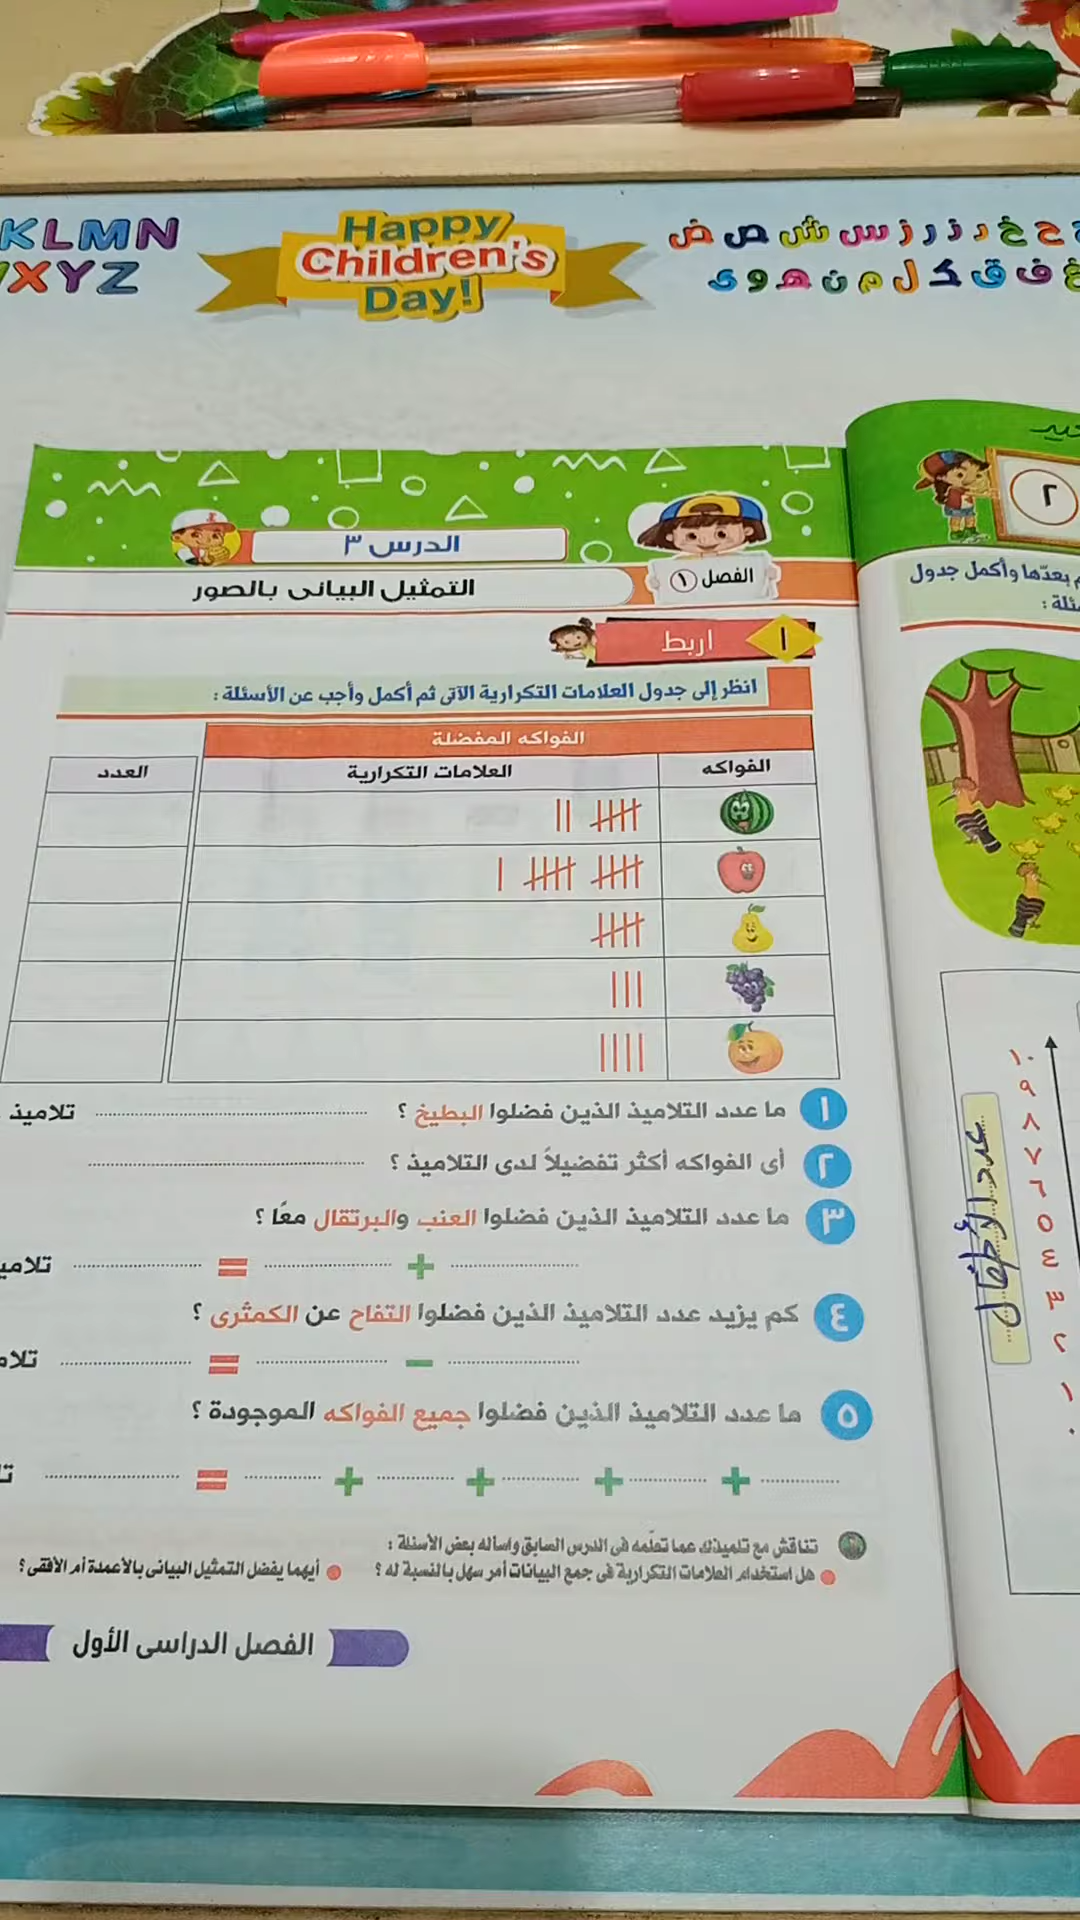 KLMN
XYZ
Happy
Children's
Day!
ح خ د ذ ر ز س ش ص ض
غ ف ق ك ل م ن ه و ى
الدرس ٣
الفصل ١
التمثيل البيانى بالصور
١ اربط
انظر إلى جدول العلامات التكرارية الآتى ثم أكمل وأجب عن الأسئلة :
الفواكه المفضلة
الفواكه العلامات التكرارية العدد
١ ما عدد التلاميذ الذين فضلوا البطيخ ؟ تلاميذ
٢ أى الفواكه أكثر تفضيلاً لدى التلاميذ ؟
٣ ما عدد التلاميذ الذين فضلوا العنب والبرتقال معًا ؟
+ =
٤ كم يزيد عدد التلاميذ الذين فضلوا التفاح عن الكمثرى ؟
− =
٥ ما عدد التلاميذ الذين فضلوا جميع الفواكه الموجودة ؟
+ + + + =
تناقش مع تلميذك عما تعلّمه فى الدرس السابق واسأله بعض الأسئلة :
هل استخدام العلامات التكرارية فى جمع البيانات أمر سهل بالنسبة له ؟ أيهما يفضل التمثيل البيانى بالأعمدة أم الأفقى ؟
الفصل الدراسى الأول
٢
بعدّها وأكمل جدول
١٠
٩
٨
٧
٦
٥
٤
٣
٢
١
٠
عدد الأطفال